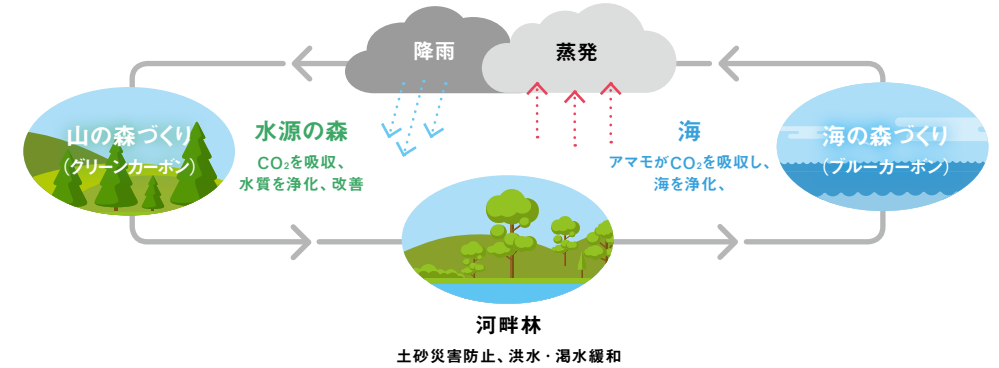 降雨
蒸発
山の森づくり
（グリーンカーボン）
水源の森
CO₂を吸収、
水質を浄化、改善
海
アマモがCO₂を吸収し、
海を浄化、
海の森づくり
（ブルーカーボン）
河畔林
土砂災害防止、洪水・渇水緩和